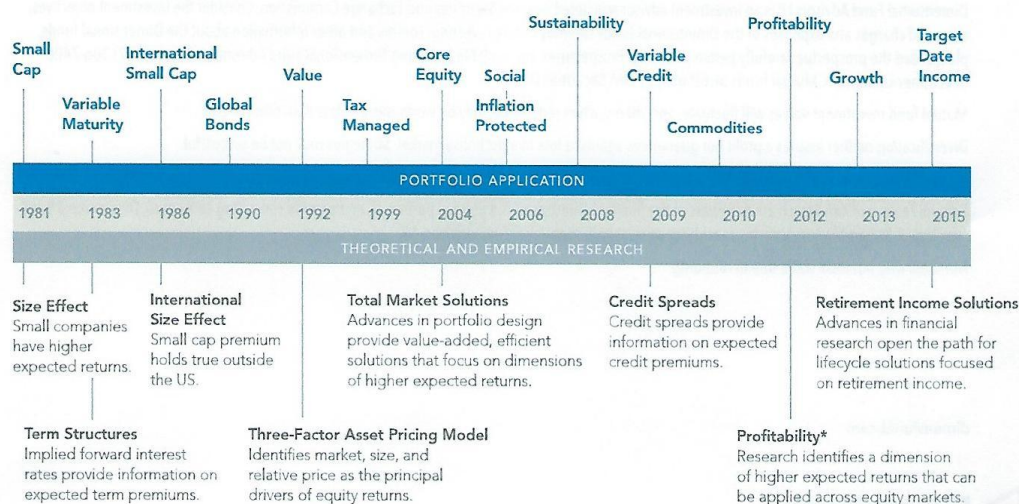 Sustainability
Profitability
Small
Cap
International
Small Cap
Value
Core
Equity
Social
Variable
Credit
Growth
Target
Date
Income
Variable
Maturity
Global
Bonds
Tax
Managed
Inflation
Protected
Commodities
PORTFOLIO APPLICATION
1981 1983 1986 1990 1992 1999 2004 2006 2008 2009 2010 2012 2013 2015
THEORETICAL AND EMPIRICAL RESEARCH
Size Effect
Small companies
have higher
expected returns.
International
Size Effect
Small cap premium
holds true outside
the US.
Total Market Solutions
Advances in portfolio design
provide value-added, efficient
solutions that focus on dimensions
of higher expected returns.
Credit Spreads
Credit spreads provide
information on expected
credit premiums.
Retirement Income Solutions
Advances in financial
research open the path for
lifecycle solutions focused
on retirement income.
Term Structures
Implied forward interest
rates provide information on
expected term premiums.
Three-Factor Asset Pricing Model
Identifies market, size, and
relative price as the principal
drivers of equity returns.
Profitability*
Research identifies a dimension
of higher expected returns that can
be applied across equity markets.